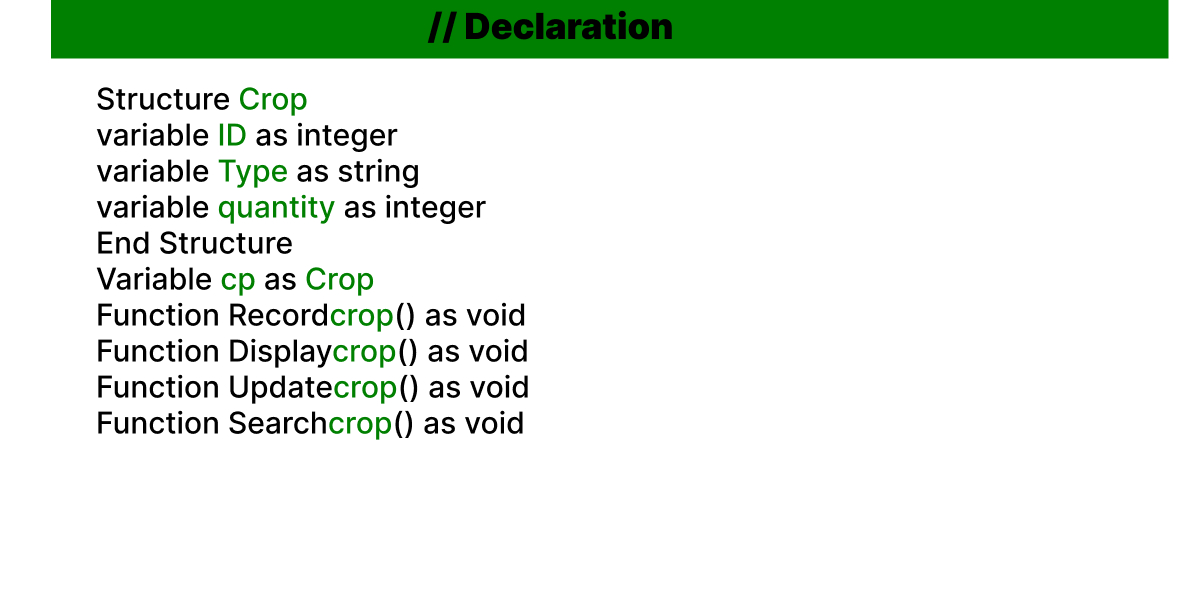 // Declaration
Structure Crop
variable ID as integer
variable Type as string
variable quantity as integer
End Structure
Variable cp as Crop
Function Recordcrop() as void
Function Displaycrop() as void
Function Updatecrop() as void
Function Searchcrop() as void